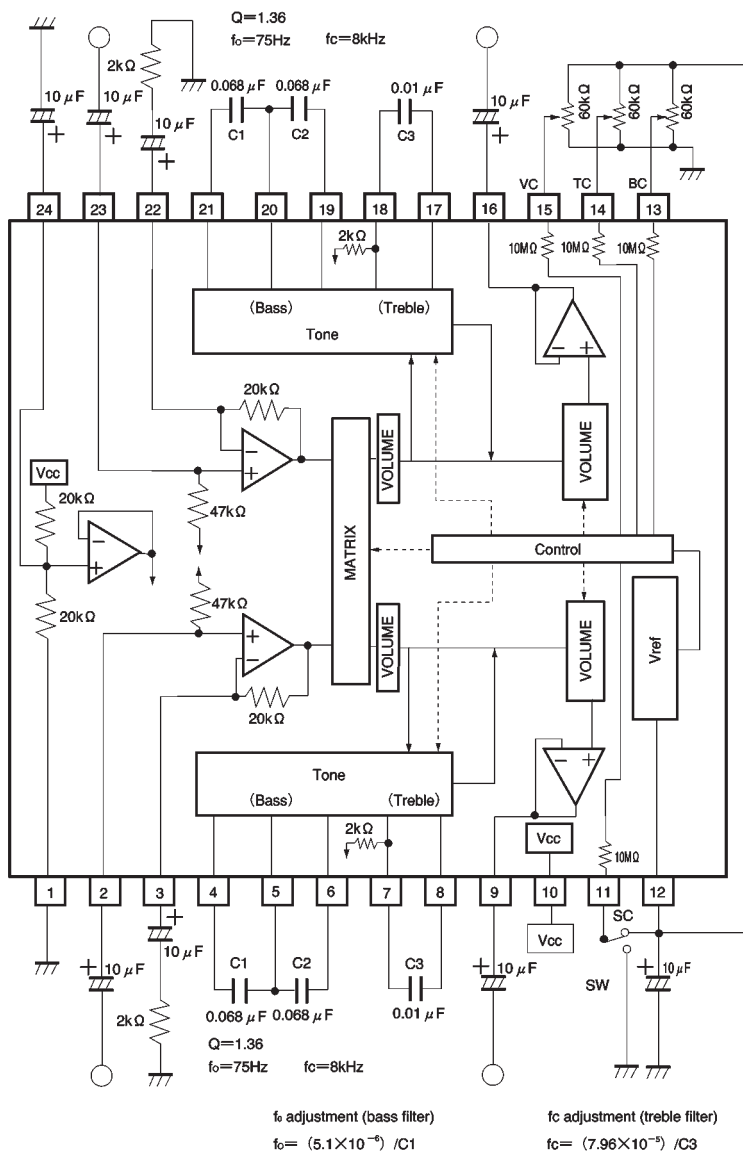 Q=1.36
fo=75Hz fc=8kHz
2kΩ
0.068 μF 0.068 μF 0.01 μF
10 μF 10 μF 10 μF 10 μF
+ + + +
C1 C2 C3
60kΩ 60kΩ 60kΩ
VC TC BC
24 23 22 21 20 19 18 17 16 15 14 13
2kΩ 10MΩ 10MΩ 10MΩ
(Bass) (Treble)
Tone
− +
20kΩ
Vcc
−
+
VOLUME VOLUME
20kΩ
47kΩ
−
+
MATRIX
Control
20kΩ
47kΩ
+
−
VOLUME VOLUME
Vref
20kΩ
Tone
(Bass) (Treble)
− +
2kΩ
Vcc
10MΩ
1 2 3 4 5 6 7 8 9 10 11 12
Vcc
SC
SW
+ + + +
10 μF 10 μF 10 μF 10 μF
C1 C2 C3
0.068 μF 0.068 μF 0.01 μF
2kΩ
Q=1.36
fo=75Hz fc=8kHz
fo adjustment (bass filter) fc adjustment (treble filter)
fo= (5.1×10⁻⁶) /C1 fc= (7.96×10⁻⁵) /C3